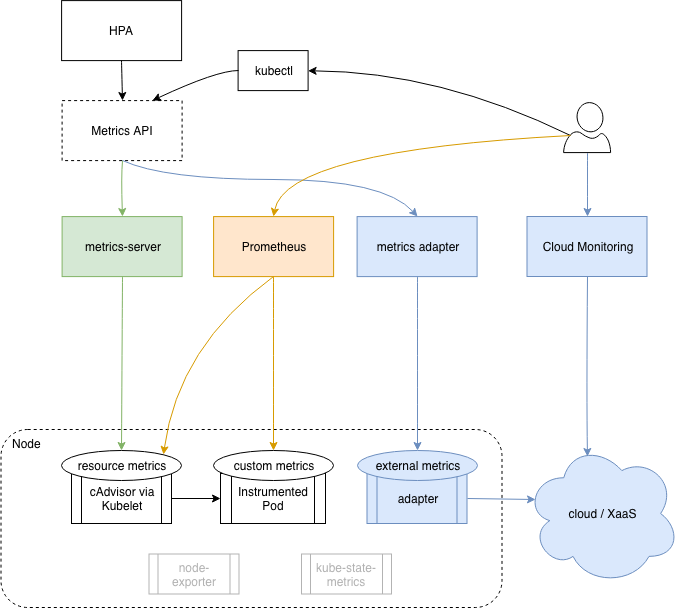 HPA
kubectl
Metrics API
metrics-server
Prometheus
metrics adapter
Cloud Monitoring
Node
resource metrics
cAdvisor via
Kubelet
custom metrics
Instrumented
Pod
external metrics
adapter
cloud / XaaS
node-
exporter
kube-state-
metrics